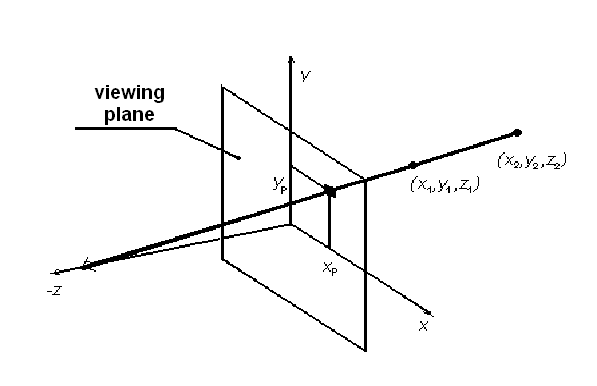 viewing
plane
y
(x₂,y₂,z₂)
(x₁,y₁,z₁)
yₚ
xₚ
-z
x